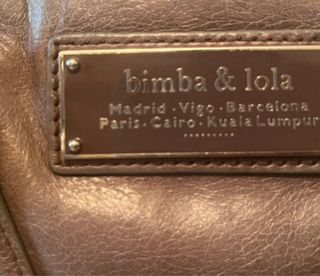 bimba & lola
Madrid · Vigo · Barcelona
Paris · Cairo · Kuala Lumpur
..........